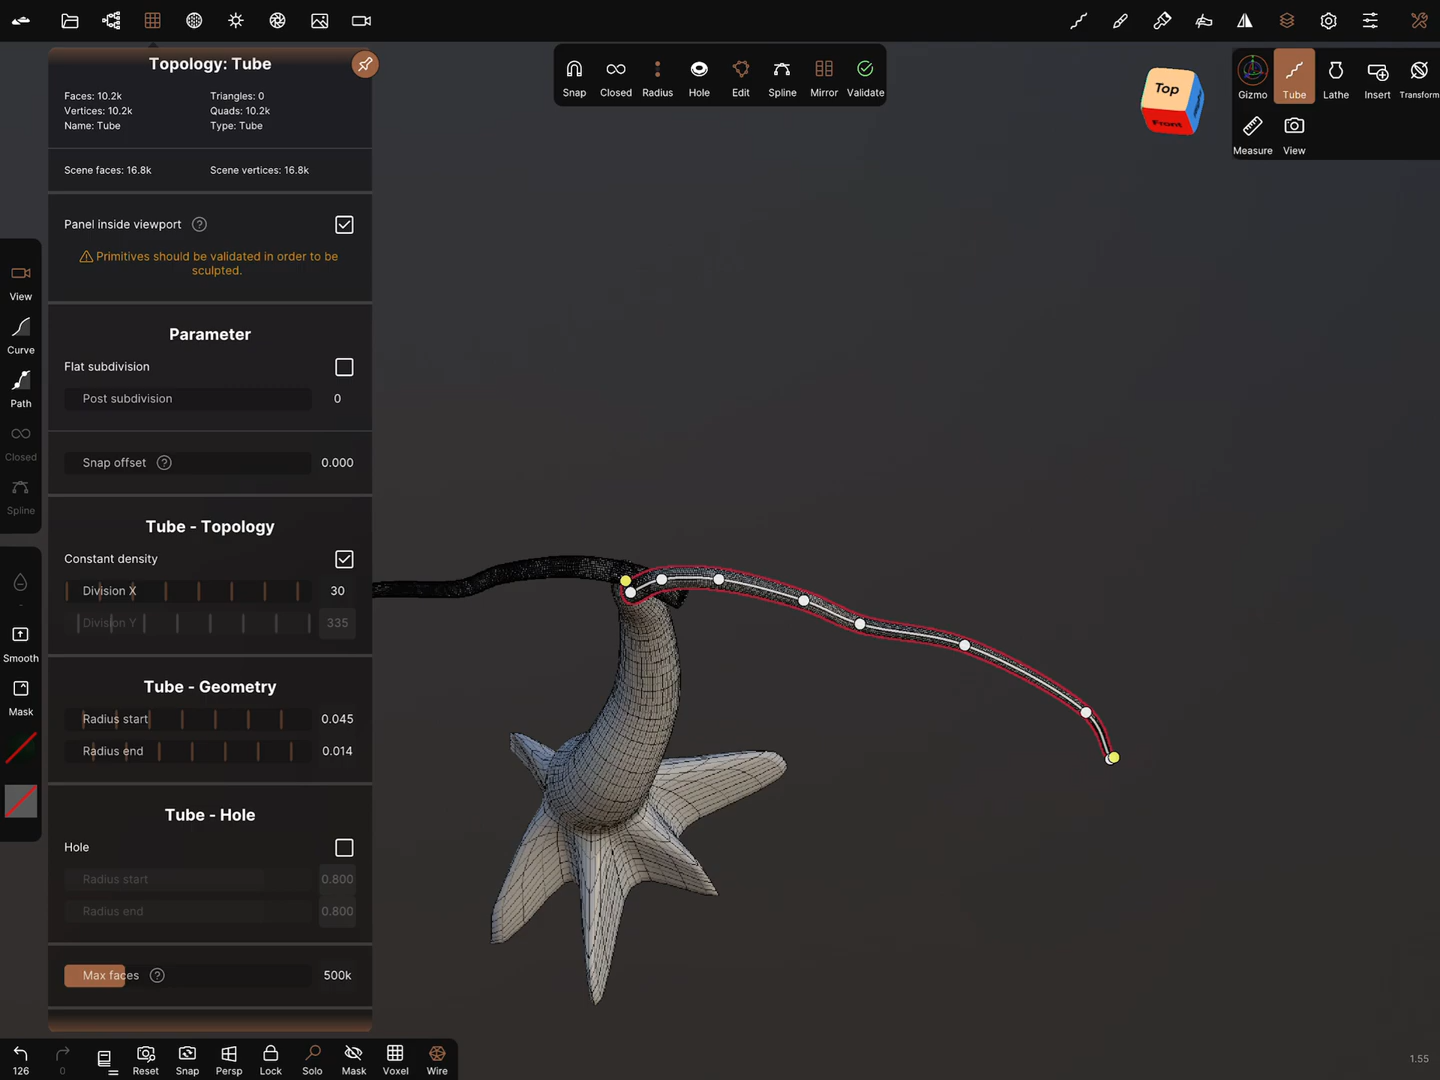 Topology: Tube
Faces: 10.2k
Triangles: 0
Vertices: 10.2k
Quads: 10.2k
Name: Tube
Type: Tube
Scene faces: 16.8k
Scene vertices: 16.8k
Panel inside viewport ?
Primitives should be validated in order to be
sculpted.
Parameter
Flat subdivision
Post subdivision 0
Snap offset ? 0.000
Tube - Topology
Constant density
Division X 30
Division Y 335
Tube - Geometry
Radius start 0.045
Radius end 0.014
Tube - Hole
Hole
Radius start 0.800
Radius end 0.800
Max faces ? 500k
View
Curve
Path
Closed
Spline
-
Smooth
Mask
Snap
Closed
Radius
Hole
Edit
Spline
Mirror
Validate
Top
Front
Gizmo
Tube
Lathe
Insert
Transform
Measure
View
126
0
Reset
Snap
Persp
Lock
Solo
Mask
Voxel
Wire
1.55